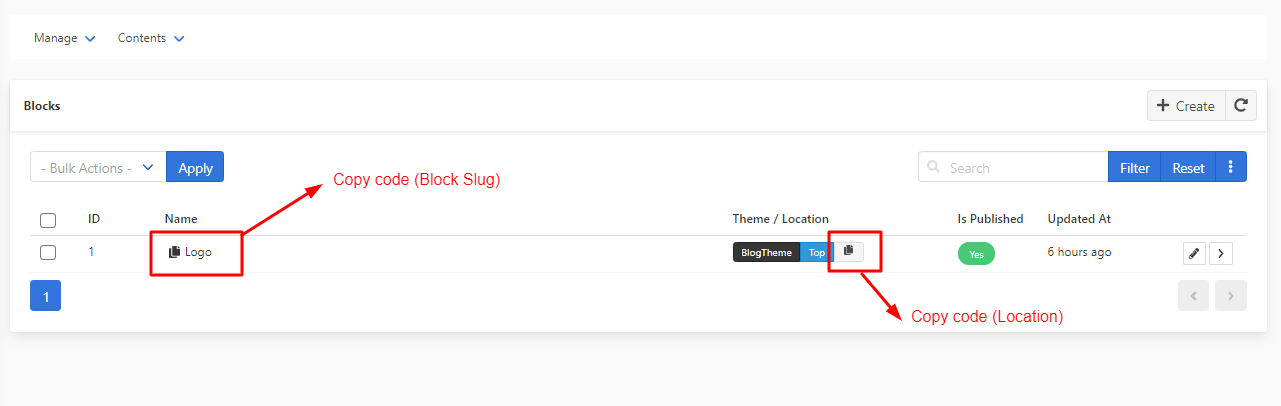 Manage Contents
Blocks
Create
- Bulk Actions - Apply
Search Filter Reset
Copy code (Block Slug)
ID Name Theme / Location Is Published Updated At
1 Logo BlogTheme Top Yes 6 hours ago
1
Copy code (Location)